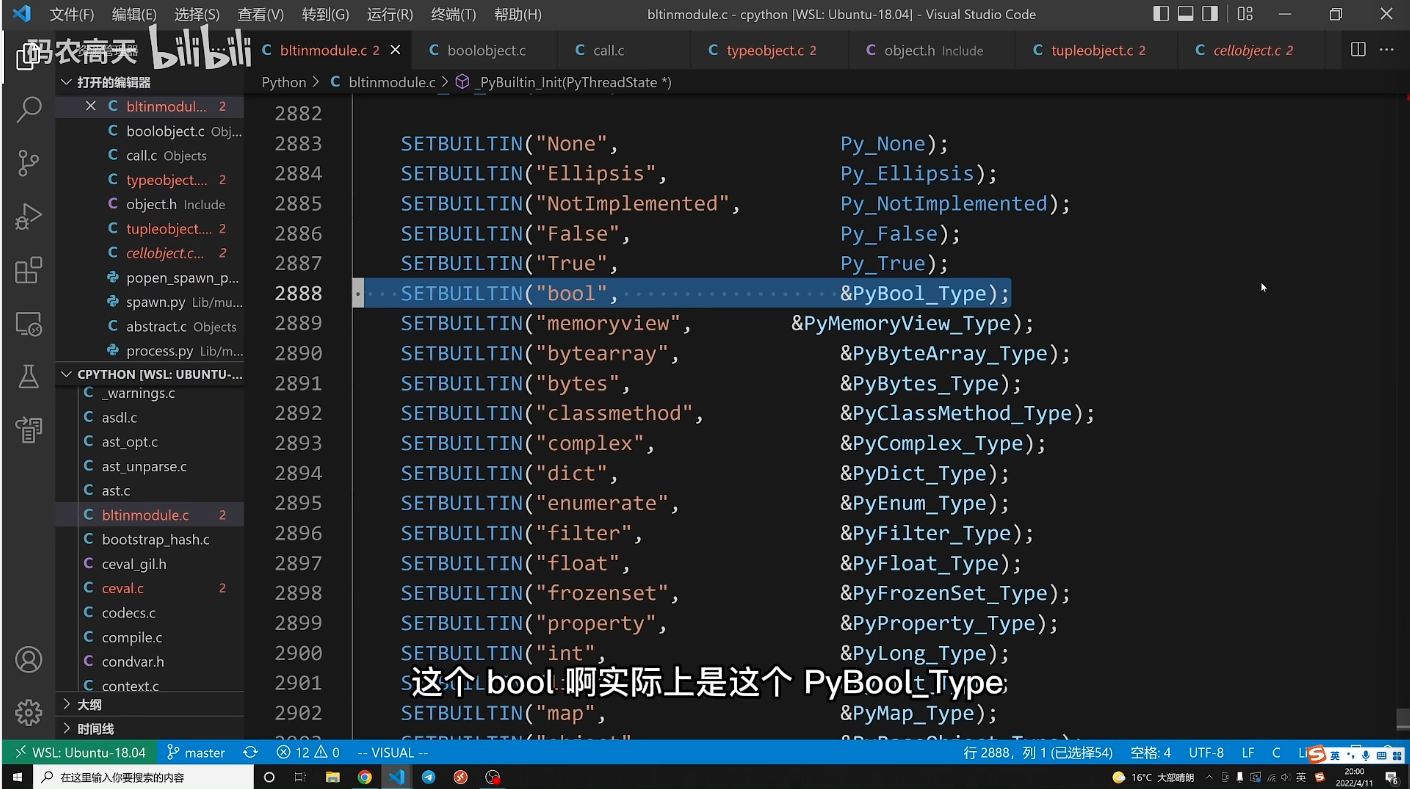 文件(F) 编辑(E) 选择(S) 查看(V) 转到(G) 运行(R) 终端(T) 帮助(H) bltinmodule.c - cpython [WSL: Ubuntu-18.04] - Visual Studio Code
码农高天 bilibili
bltinmodule.c 2 boolobject.c call.c typeobject.c 2 object.h Include tupleobject.c 2 cellobject.c 2
Python > C bltinmodule.c > _PyBuiltin_Init(PyThreadState *)
打开的编辑器
C bltinmodul... 2
C boolobject.c Obj...
C call.c Objects
C typeobject.... 2
C object.h Include
C tupleobject.... 2
C cellobject.c... 2
popen_spawn_p...
spawn.py Lib/mu...
C abstract.c Objects
process.py Lib/m...
CPYTHON [WSL: UBUNTU-...
C _warnings.c
C asdl.c
C ast_opt.c
C ast_unparse.c
C ast.c
C bltinmodule.c 2
C bootstrap_hash.c
C ceval_gil.h
C ceval.c 2
C codecs.c
C compile.c
C condvar.h
C context.c
大纲
时间线
2882
2883 SETBUILTIN("None", Py_None);
2884 SETBUILTIN("Ellipsis", Py_Ellipsis);
2885 SETBUILTIN("NotImplemented", Py_NotImplemented);
2886 SETBUILTIN("False", Py_False);
2887 SETBUILTIN("True", Py_True);
2888 SETBUILTIN("bool", &PyBool_Type);
2889 SETBUILTIN("memoryview", &PyMemoryView_Type);
2890 SETBUILTIN("bytearray", &PyByteArray_Type);
2891 SETBUILTIN("bytes", &PyBytes_Type);
2892 SETBUILTIN("classmethod", &PyClassMethod_Type);
2893 SETBUILTIN("complex", &PyComplex_Type);
2894 SETBUILTIN("dict", &PyDict_Type);
2895 SETBUILTIN("enumerate", &PyEnum_Type);
2896 SETBUILTIN("filter", &PyFilter_Type);
2897 SETBUILTIN("float", &PyFloat_Type);
2898 SETBUILTIN("frozenset", &PyFrozenSet_Type);
2899 SETBUILTIN("property", &PyProperty_Type);
2900 SETBUILTIN("int", &PyLong_Type);
2901
这个 bool 啊实际上是这个 PyBool_Type
2902 SETBUILTIN("map", &PyMap_Type);
WSL: Ubuntu-18.04 master 12 0 -- VISUAL -- 行 2888，列 1 (已选择54) 空格: 4 UTF-8 LF C
在这里输入你要搜索的内容 16°C 大部晴朗 英 20:00
2022/4/11